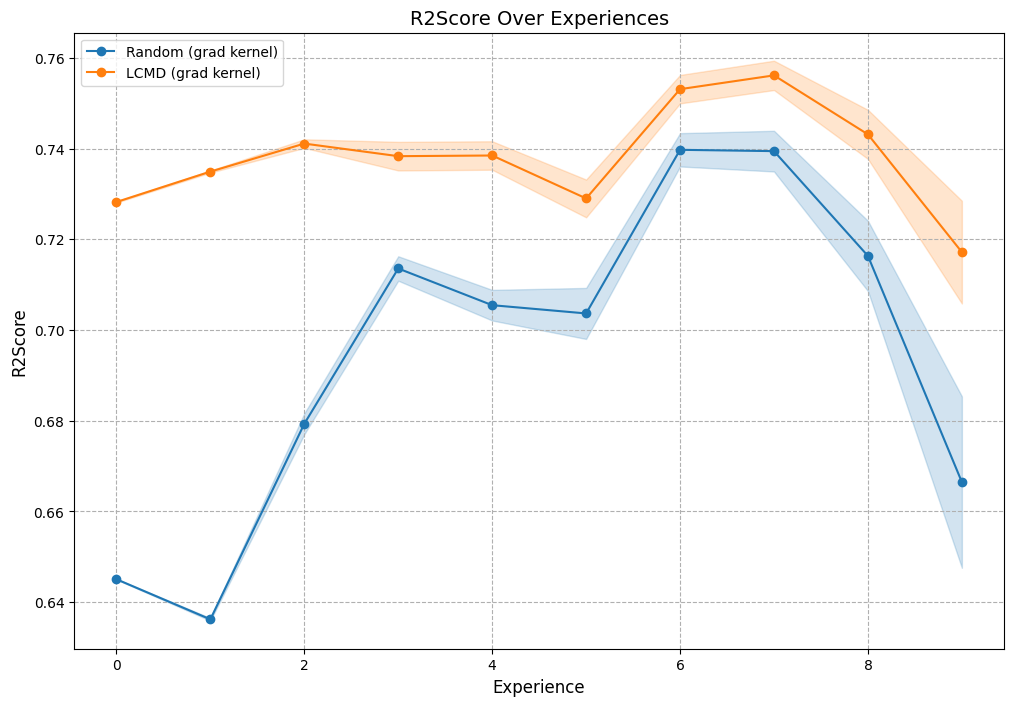 R2Score Over Experiences
Random (grad kernel)
LCMD (grad kernel)
R2Score
0.76
0.74
0.72
0.70
0.68
0.66
0.64
0 2 4 6 8
Experience